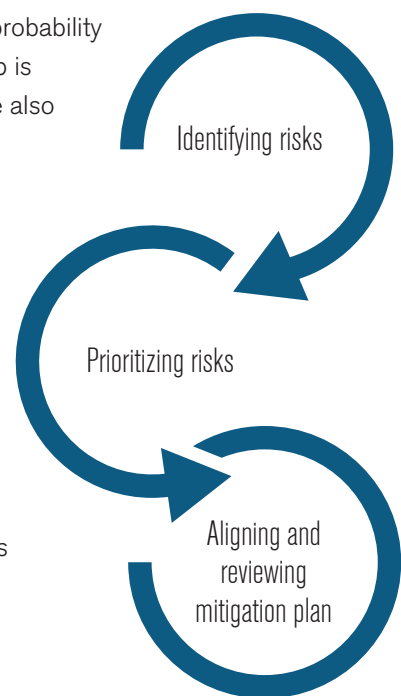 probability
is
also
Identifying risks
Prioritizing risks
s
Aligning and
reviewing
mitigation plan